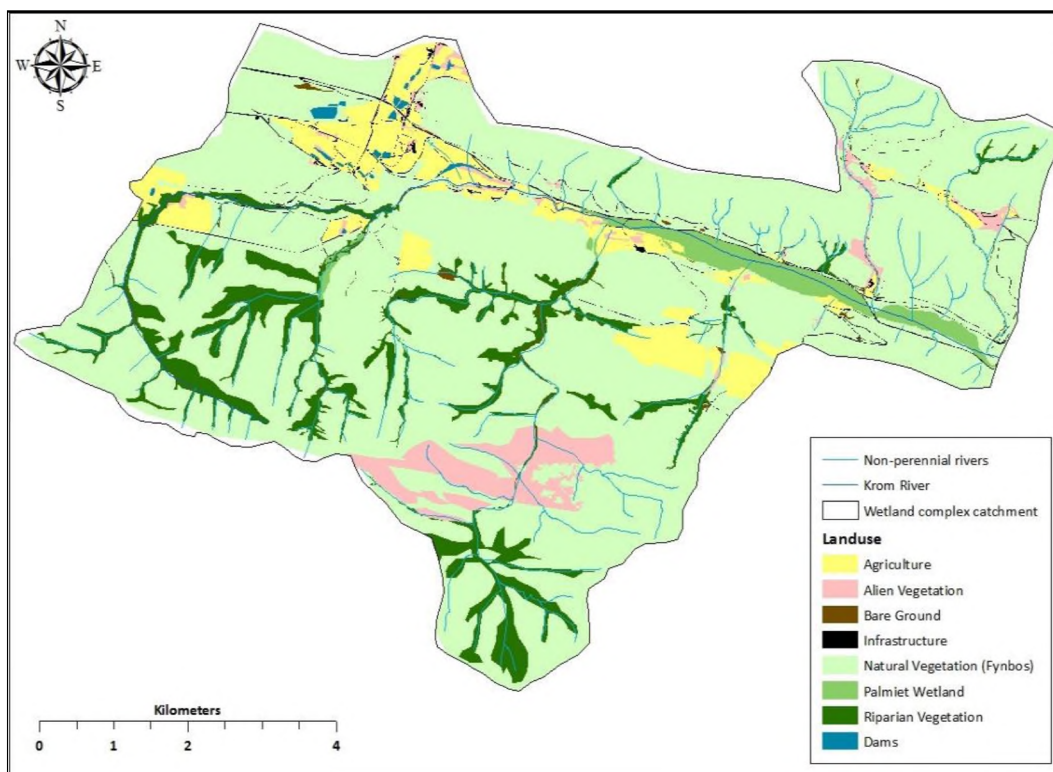 N
W E
S
Non-perennial rivers
Krom River
Wetland complex catchment
Landuse
Agriculture
Alien Vegetation
Bare Ground
Infrastructure
Natural Vegetation (Fynbos)
Palmiet Wetland
Riparian Vegetation
Dams
Kilometers
0 1 2 4